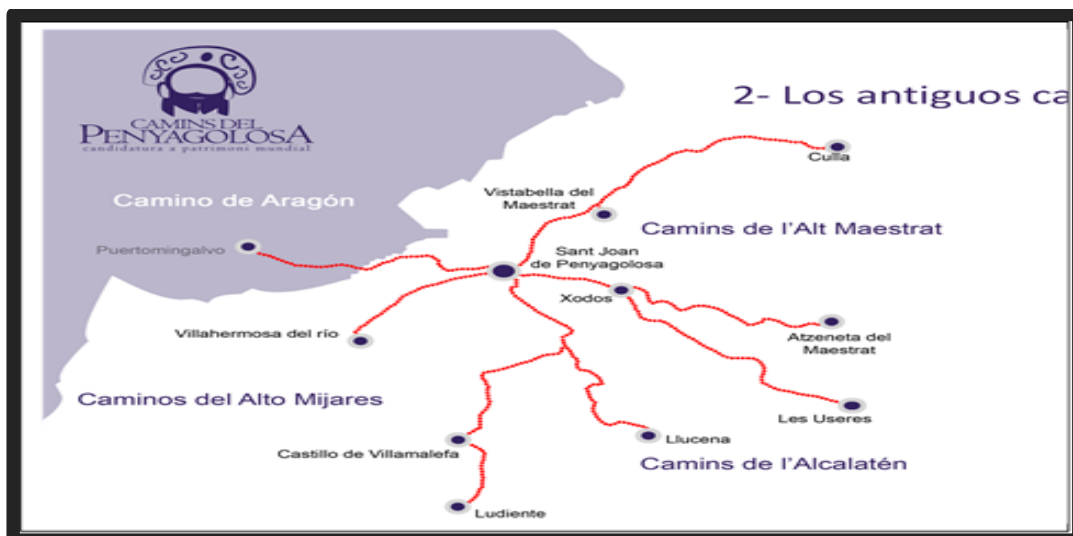 2- Los antiguos ca
CAMINS DEL
PENYAGOLOSA
candidatura a patrimoni mundial
Culla
Vistabella del
Maestrat
Camino de Aragón
Camins de l'Alt Maestrat
Puertomingalvo
Sant Joan
de Penyagolosa
Xodos
Villahermosa del río
Atzeneta del
Maestrat
Caminos del Alto Mijares
Les Useres
Llucena
Castillo de Villamalefa
Camins de l'Alcalatén
Ludiente